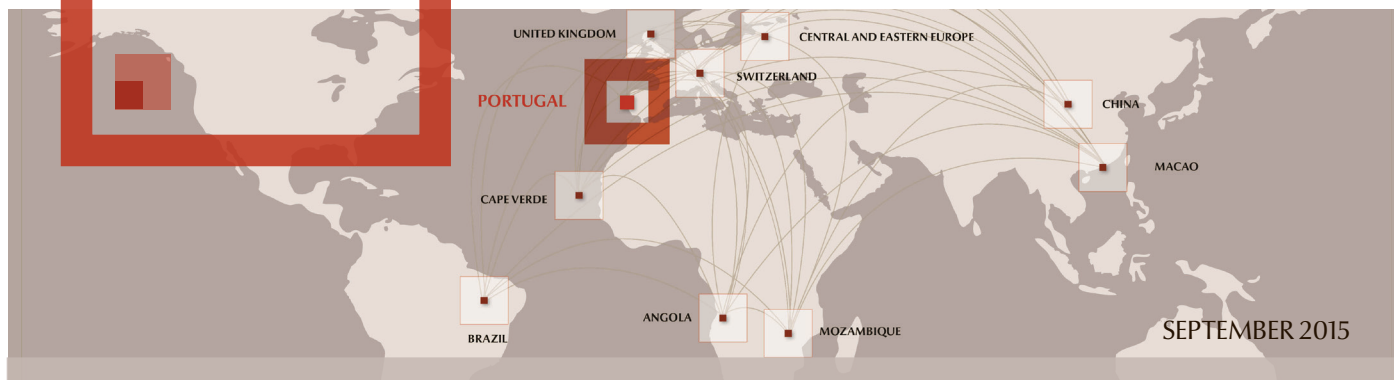 UNITED KINGDOM
CENTRAL AND EASTERN EUROPE
SWITZERLAND
PORTUGAL
CHINA
MACAO
CAPE VERDE
ANGOLA
MOZAMBIQUE
BRAZIL
SEPTEMBER 2015